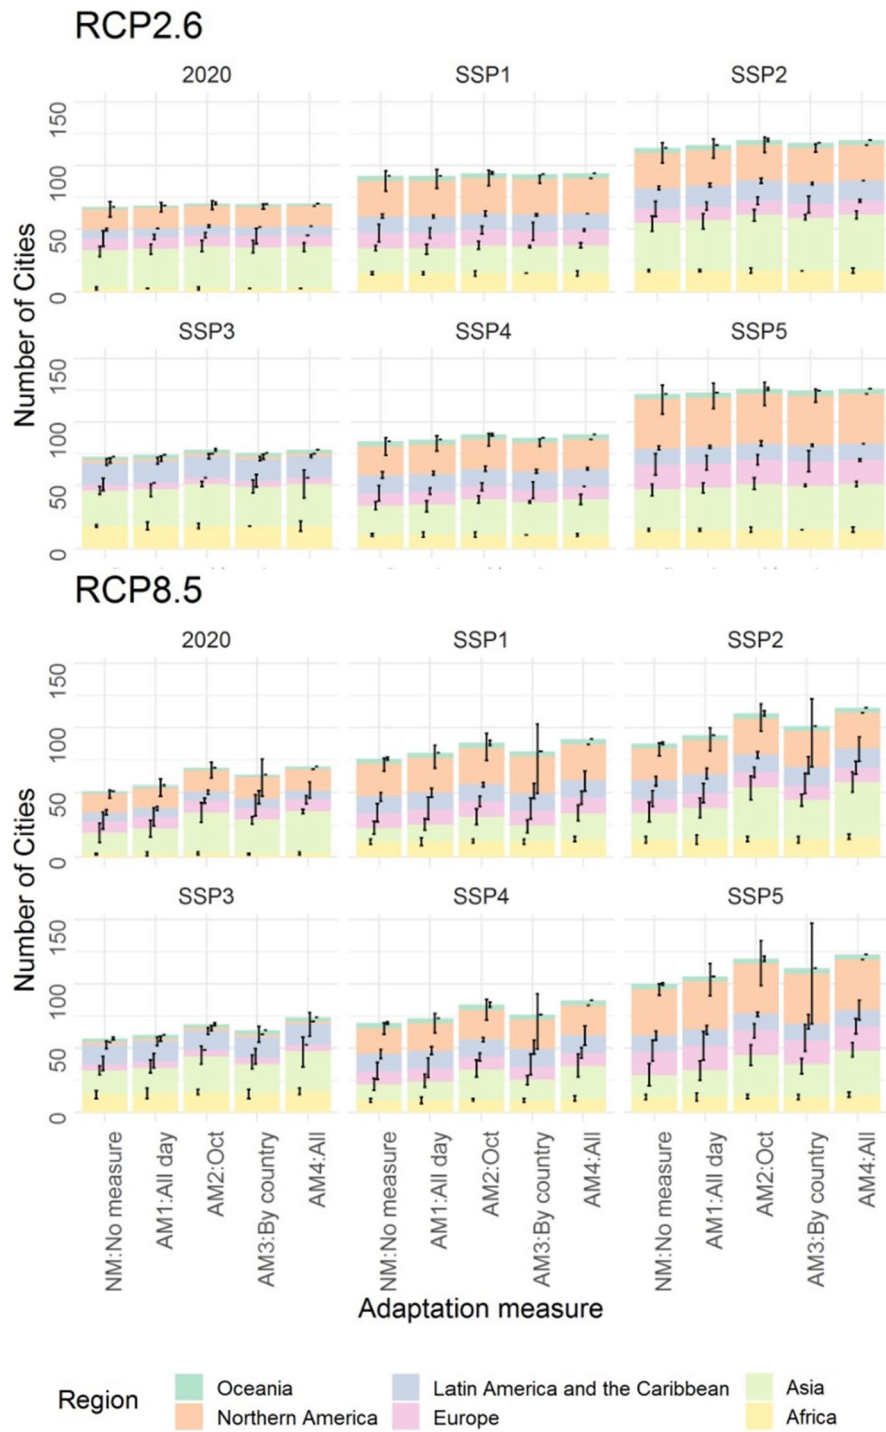 RCP2.6
2020 SSP1 SSP2
150
100
50
0
Number of Cities
SSP3 SSP4 SSP5
150
100
50
0
RCP8.5
2020 SSP1 SSP2
150
100
50
0
Number of Cities
SSP3 SSP4 SSP5
150
100
50
0
NM:No measure AM1:All day AM2:Oct AM3:By country AM4:All NM:No measure AM1:All day AM2:Oct AM3:By country AM4:All NM:No measure AM1:All day AM2:Oct AM3:By country AM4:All
Adaptation measure
Region
Oceania Latin America and the Caribbean Asia
Northern America Europe Africa